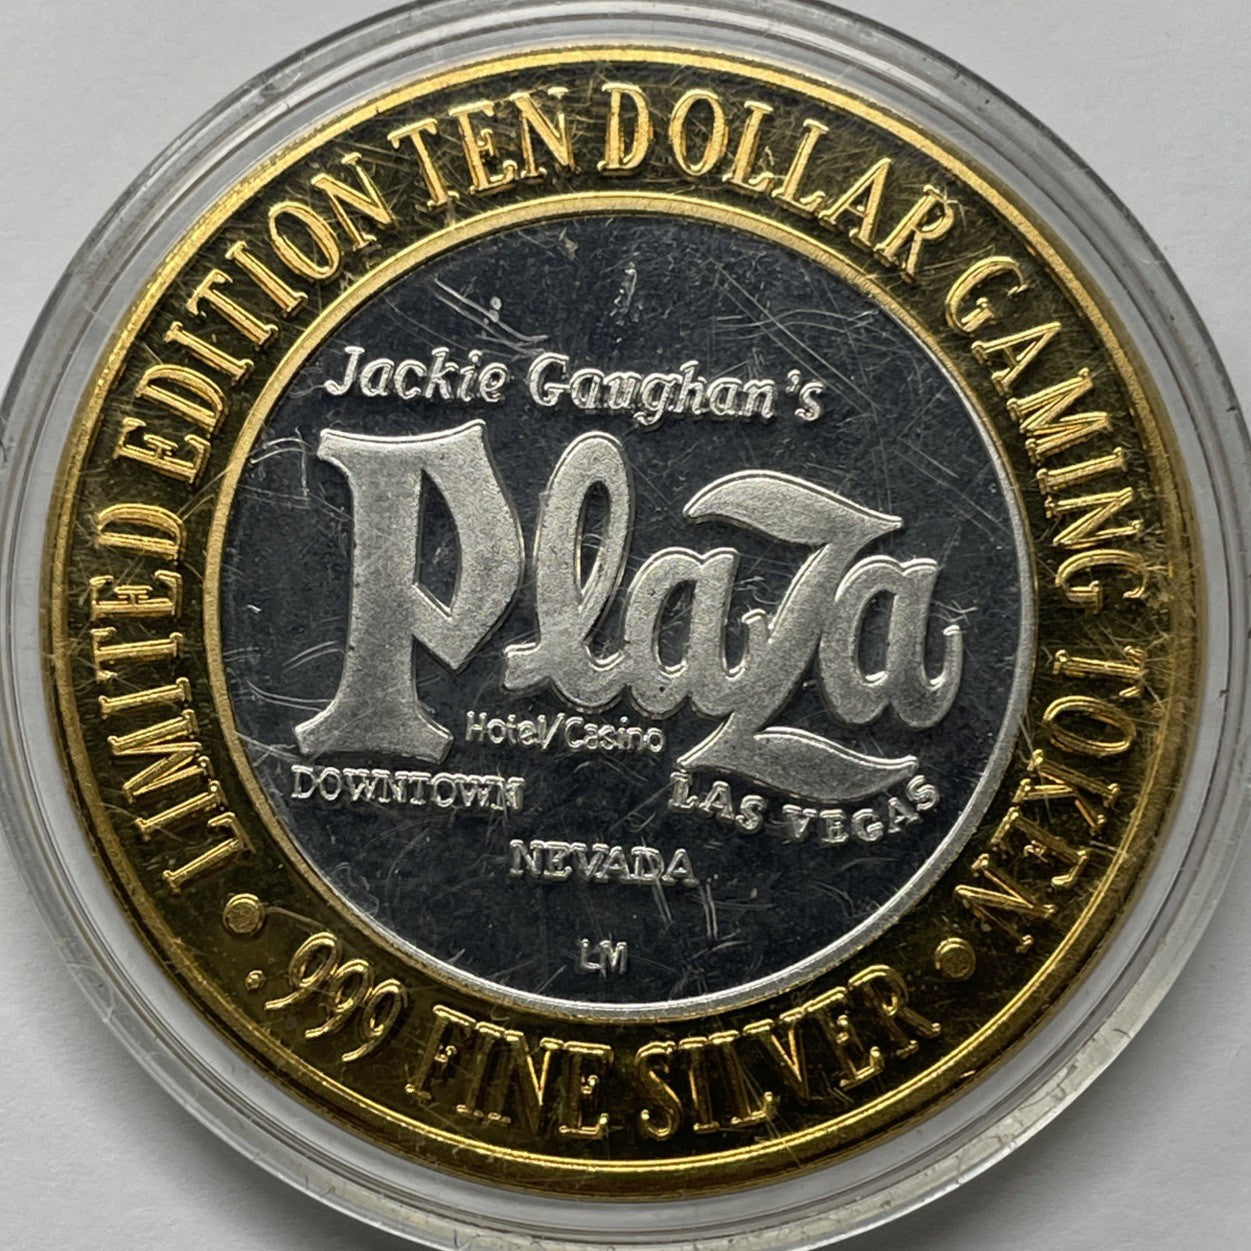 LIMITED EDITION TEN DOLLAR GAMING TOKEN
Jackie Gaughan's
Plaza
Hotel/Casino
DOWNTOWN
LAS VEGAS
NEVADA
LM
.999 FINE SILVER